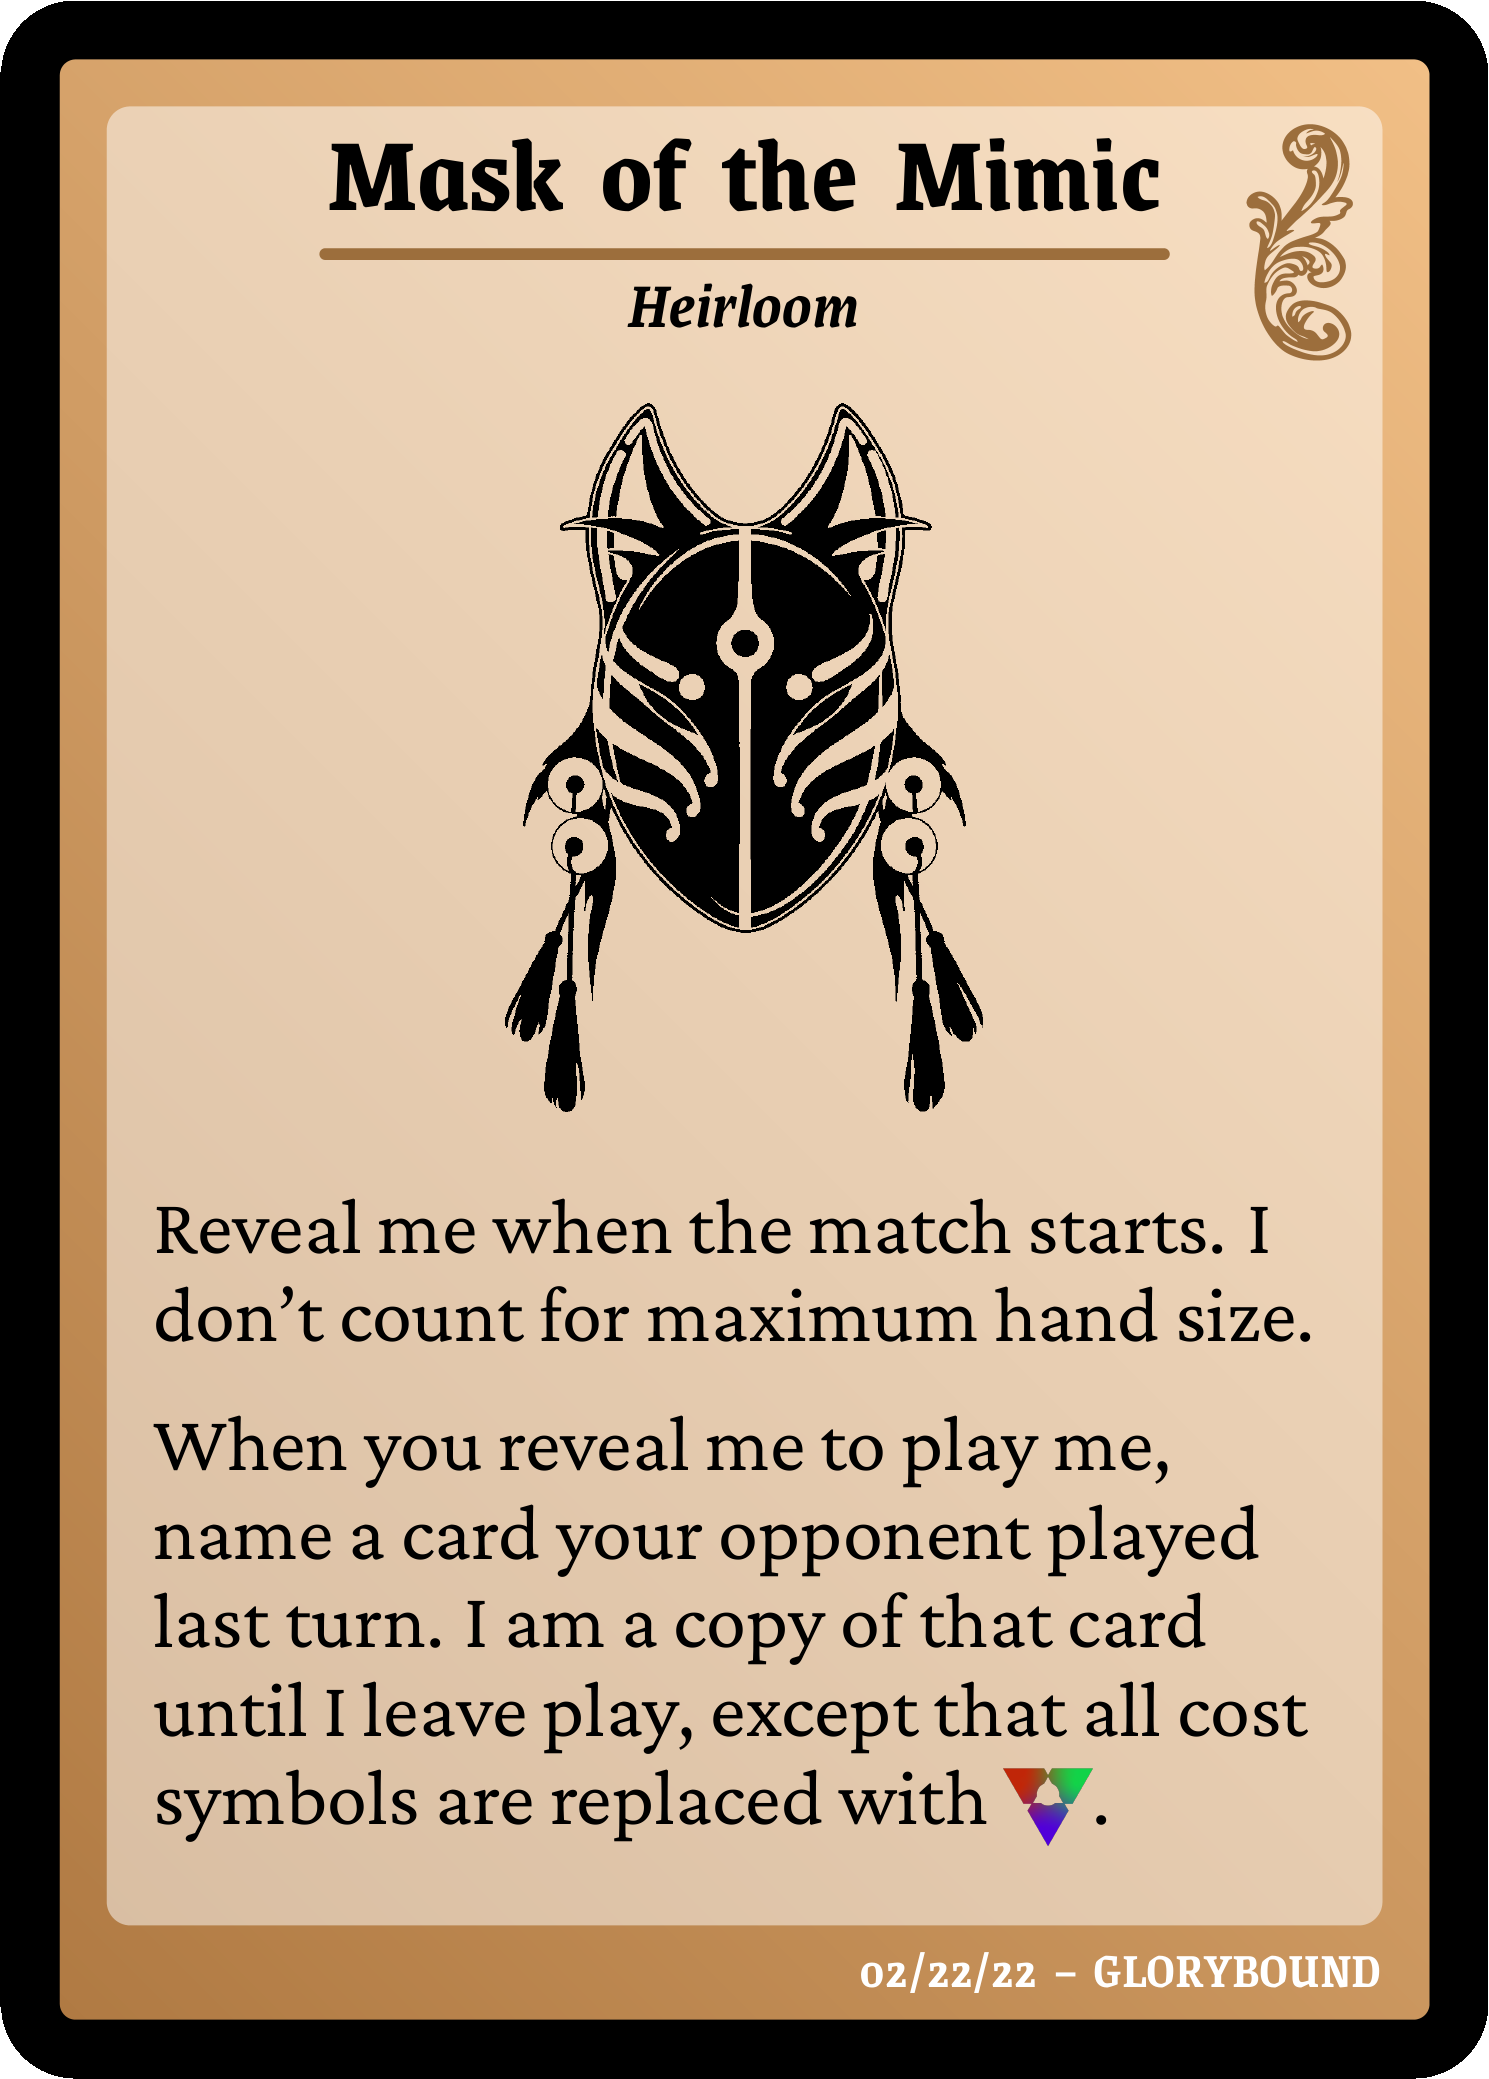 Mask of the Mimic
Heirloom
Reveal me when the match starts. I
don’t count for maximum hand size.
When you reveal me to play me,
name a card your opponent played
last turn. I am a copy of that card
until I leave play, except that all cost
symbols are replaced with .
02/22/22 – GLORYBOUND